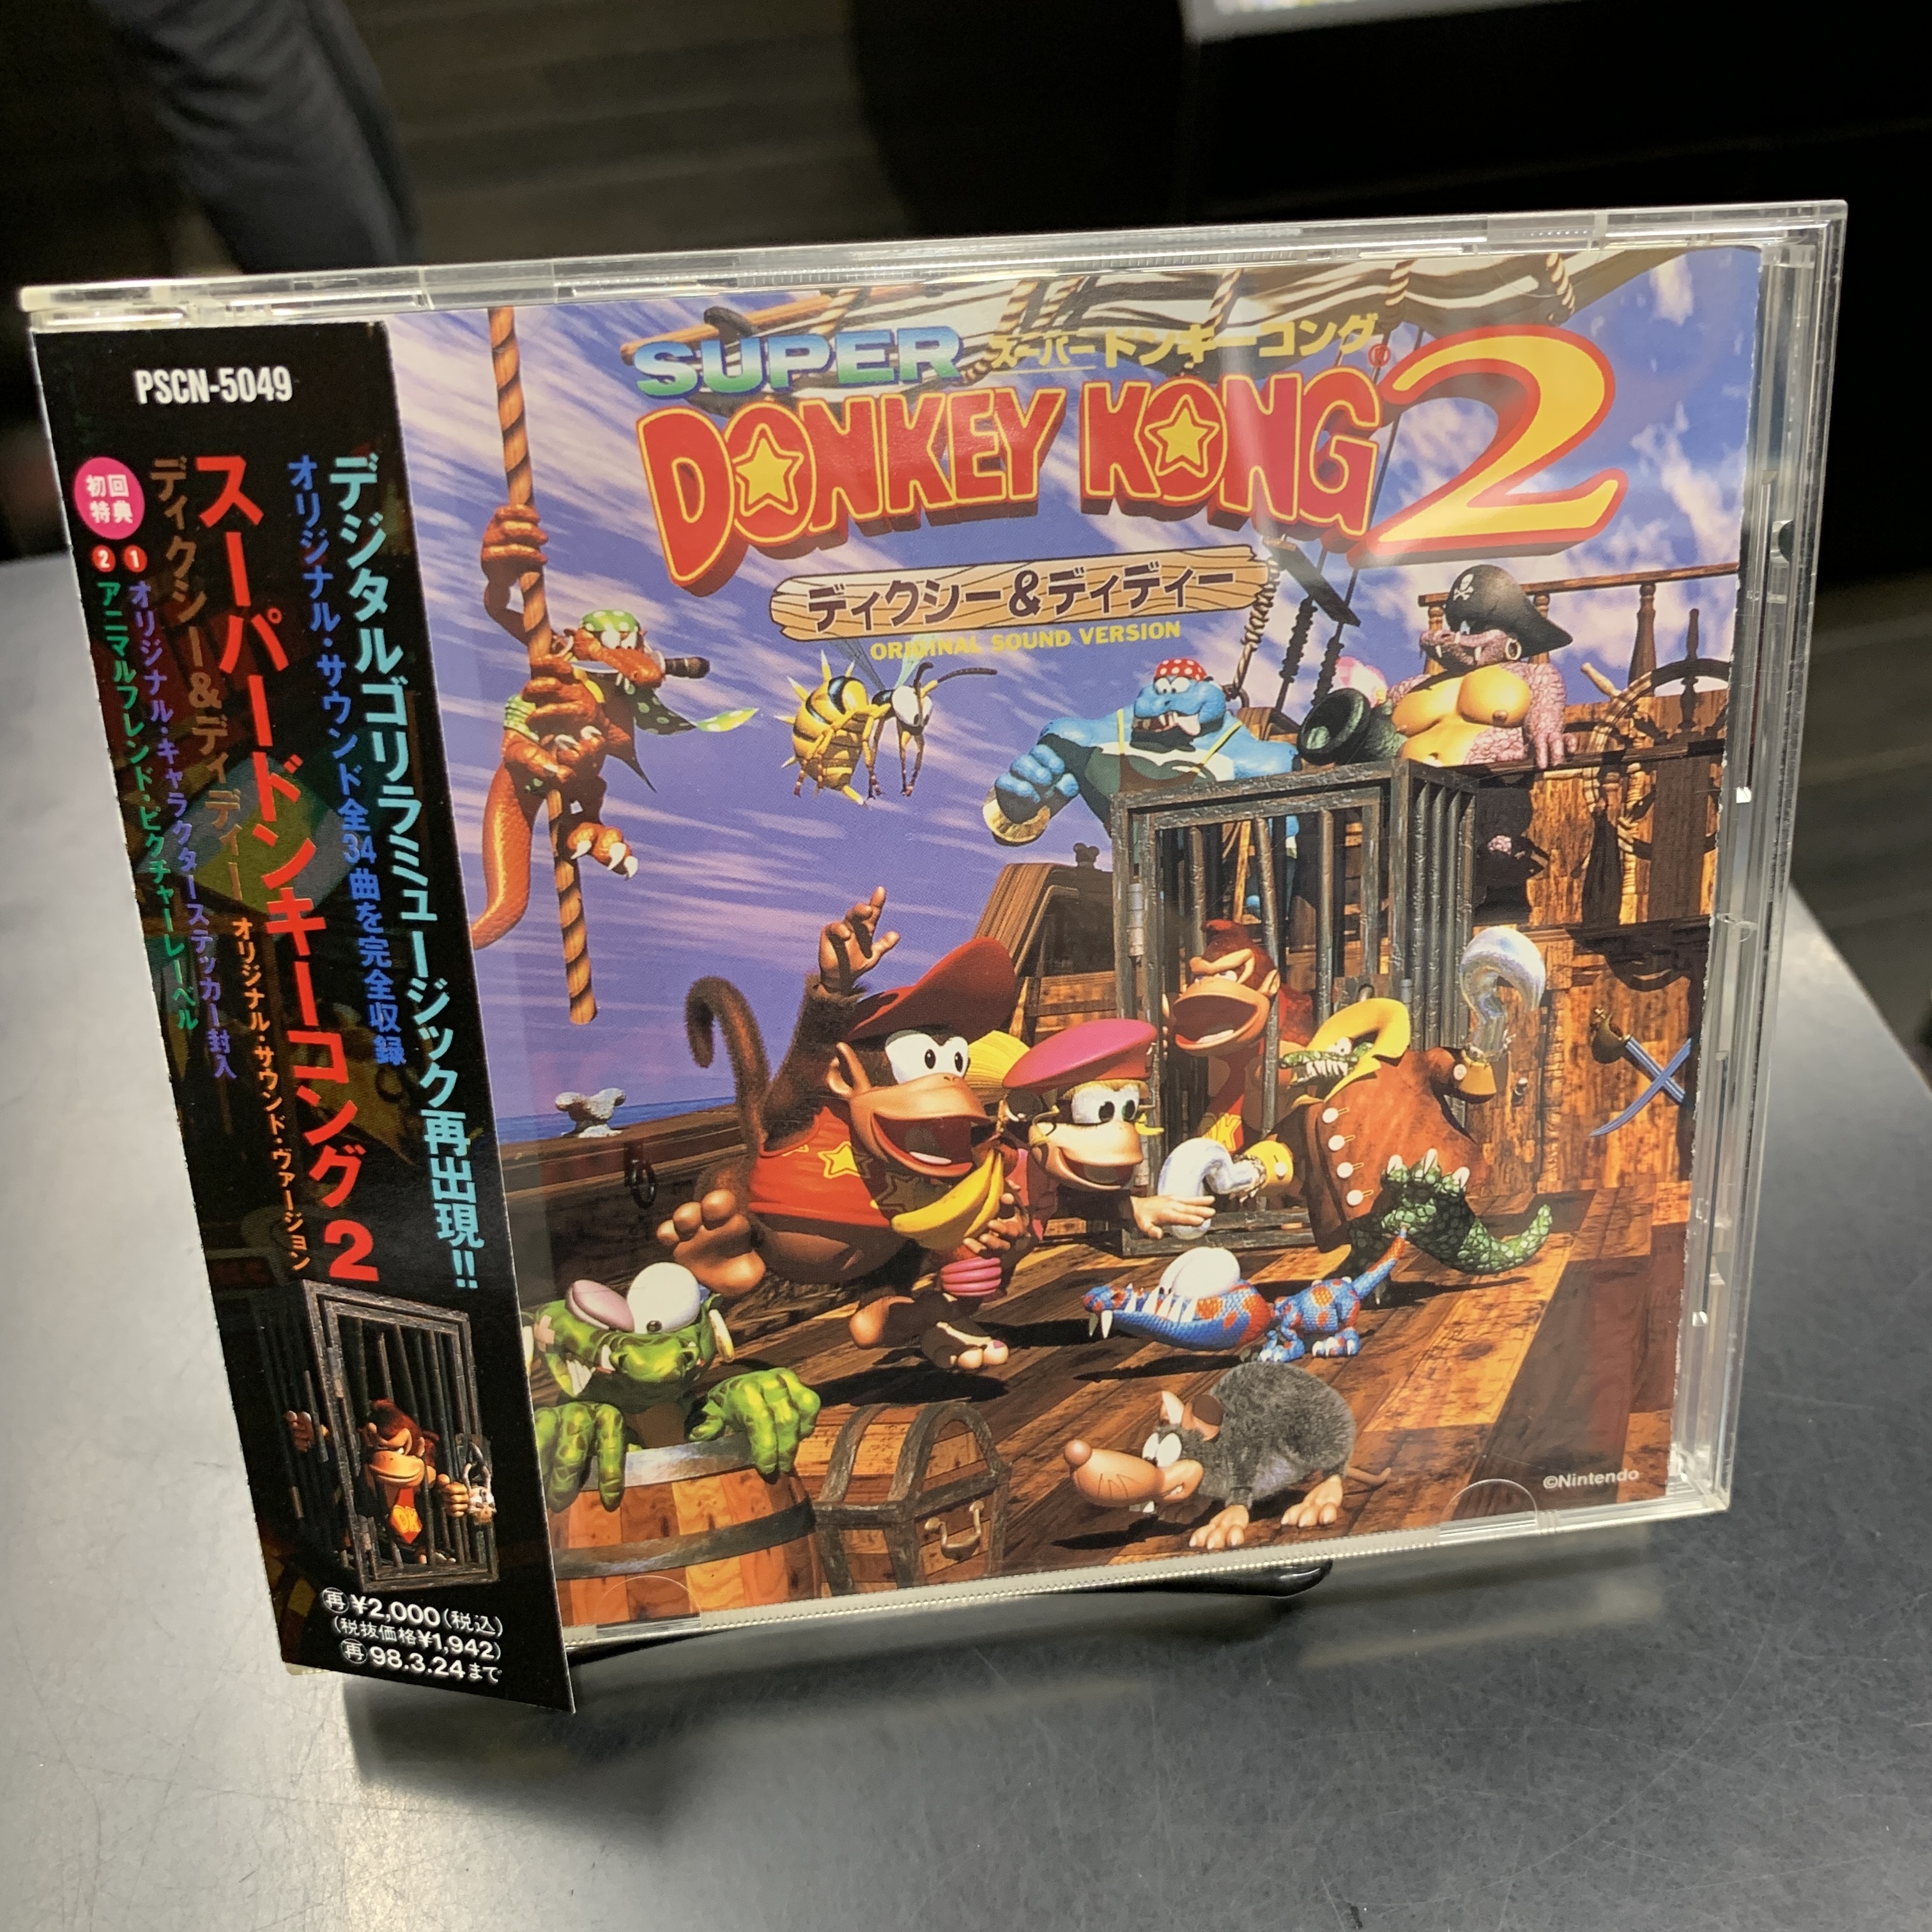 PSCN-5049
デジタルゴリラミュージック再出現!!
オリジナル・サウンド全34曲を完全収録
スーパードンキーコング2
ディクシー&ディディー オリジナル・サウンド・ヴァージョン
初回
特典
1 オリジナル・キャラクターステッカー封入
2 アニマルフレンド・ピクチャーレーベル
DK
再 ¥2,000(税込)
(税抜価格¥1,942)
再 98.3.24まで
SUPER スーパードンキーコング
DONKEY KONG 2
ディクシー&ディディー
ORIGINAL SOUND VERSION
©Nintendo